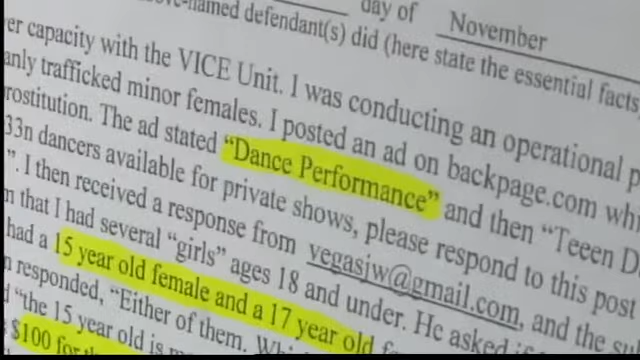 day of November
-named defendant(s) did (here state the essential facts,
er capacity with the VICE Unit. I was conducting an operational p
anly trafficked minor females. I posted an ad on backpage.com whi
rostitution. The ad stated “Dance Performance” and then “Teeen D
33n dancers available for private shows, please respond to this post
”. I then received a response from vegasjw@gmail.com, and the su
n that I had several “girls” ages 18 and under. He asked
had a 15 year old female and a 17 year old
n responded, “Either of them.
“the 15 year old is
$100 for